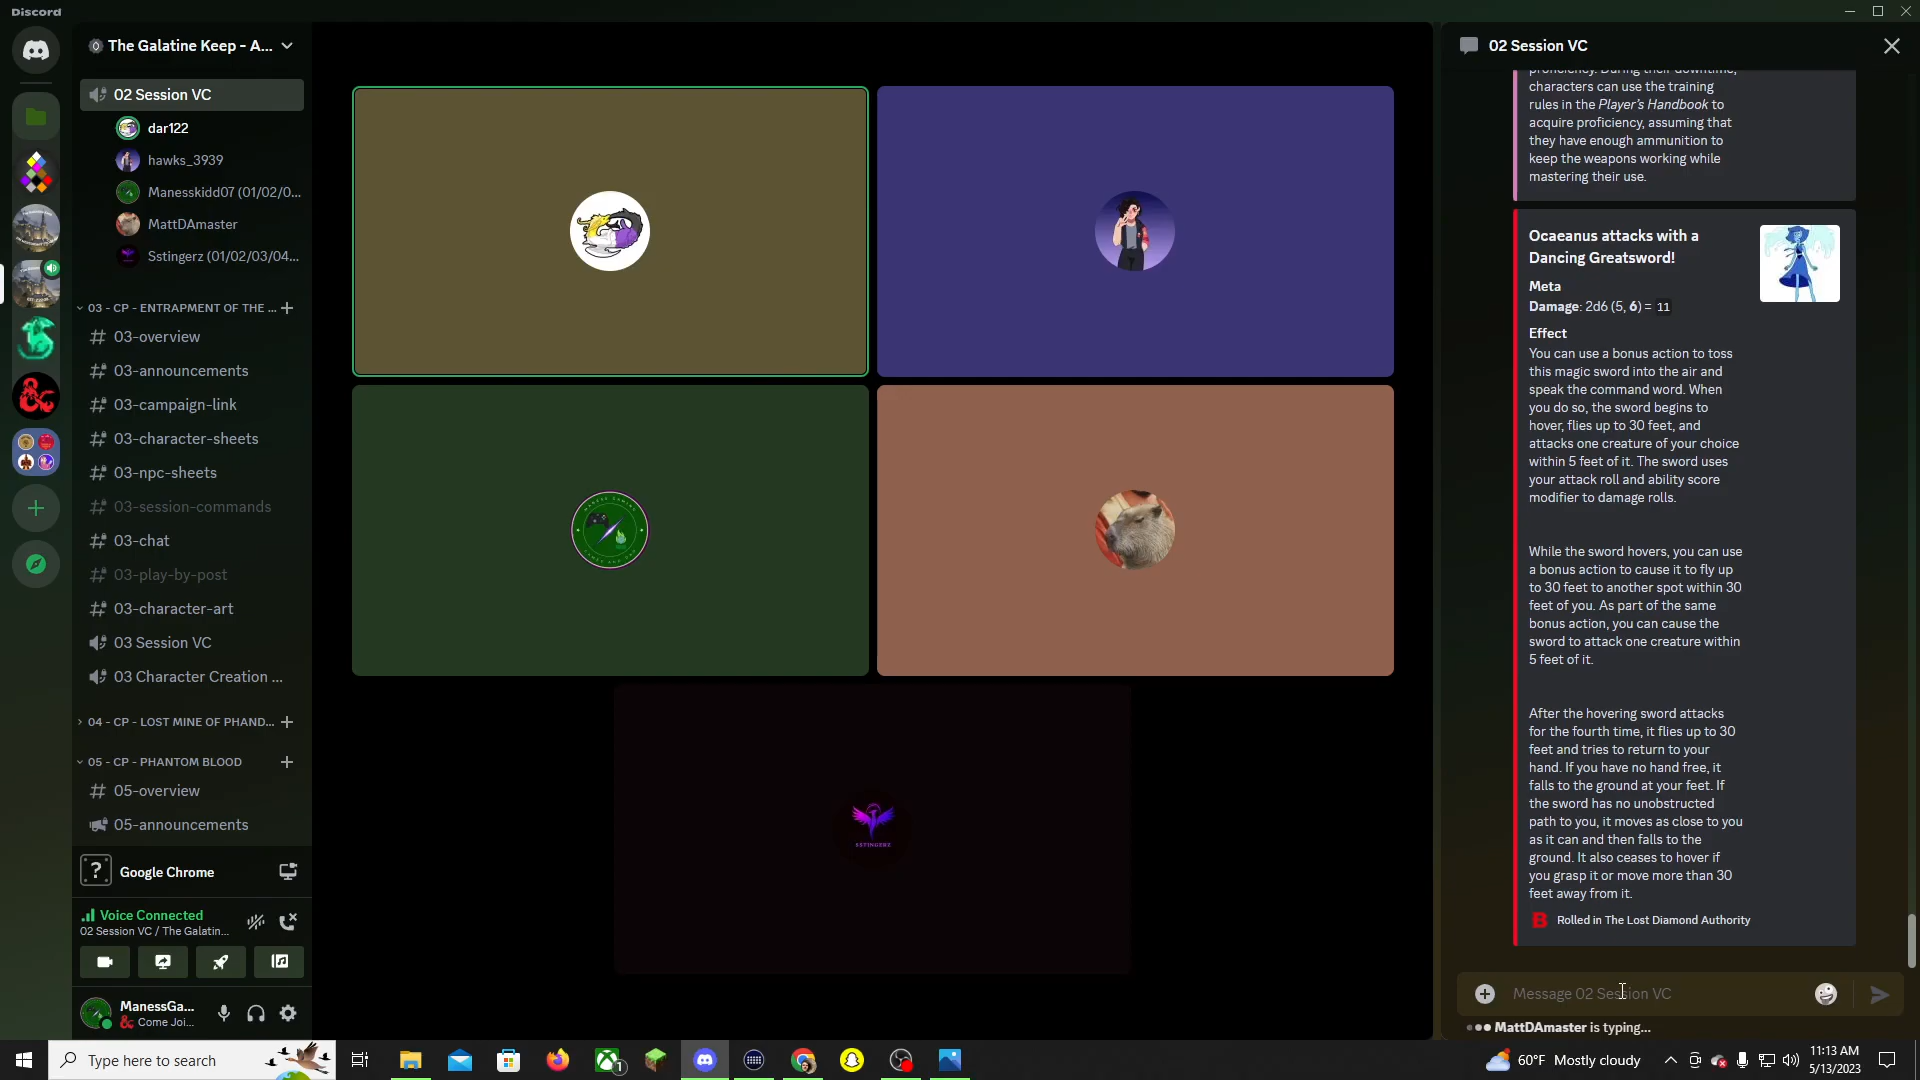 Discord
The Galatine Keep - A...
02 Session VC
dar122
hawks_3939
Manesskidd07 (01/02/0...
MattDAmaster
Sstingerz (01/02/03/04...
03 - CP - ENTRAPMENT OF THE ...
03-overview
03-announcements
03-campaign-link
03-character-sheets
03-npc-sheets
03-session-commands
03-chat
03-play-by-post
03-character-art
03 Session VC
03 Character Creation ...
04 - CP - LOST MINE OF PHAND...
05 - CP - PHANTOM BLOOD
05-overview
05-announcements
Google Chrome
Voice Connected
02 Session VC / The Galatin...
ManessGa...
Come Joi...
SSTINGERZ
02 Session VC
proficiency. During their downtime,
characters can use the training
rules in the Player's Handbook to
acquire proficiency, assuming that
they have enough ammunition to
keep the weapons working while
mastering their use.
Ocaeanus attacks with a
Dancing Greatsword!
Meta
Damage: 2d6 (5, 6) = 11
Effect
You can use a bonus action to toss
this magic sword into the air and
speak the command word. When
you do so, the sword begins to
hover, flies up to 30 feet, and
attacks one creature of your choice
within 5 feet of it. The sword uses
your attack roll and ability score
modifier to damage rolls.
While the sword hovers, you can use
a bonus action to cause it to fly up
to 30 feet to another spot within 30
feet of you. As part of the same
bonus action, you can cause the
sword to attack one creature within
5 feet of it.
After the hovering sword attacks
for the fourth time, it flies up to 30
feet and tries to return to your
hand. If you have no hand free, it
falls to the ground at your feet. If
the sword has no unobstructed
path to you, it moves as close to you
as it can and then falls to the
ground. It also ceases to hover if
you grasp it or move more than 30
feet away from it.
B Rolled in The Lost Diamond Authority
Message 02 Session VC
MattDAmaster is typing...
Type here to search
1
60°F Mostly cloudy
11:13 AM
5/13/2023